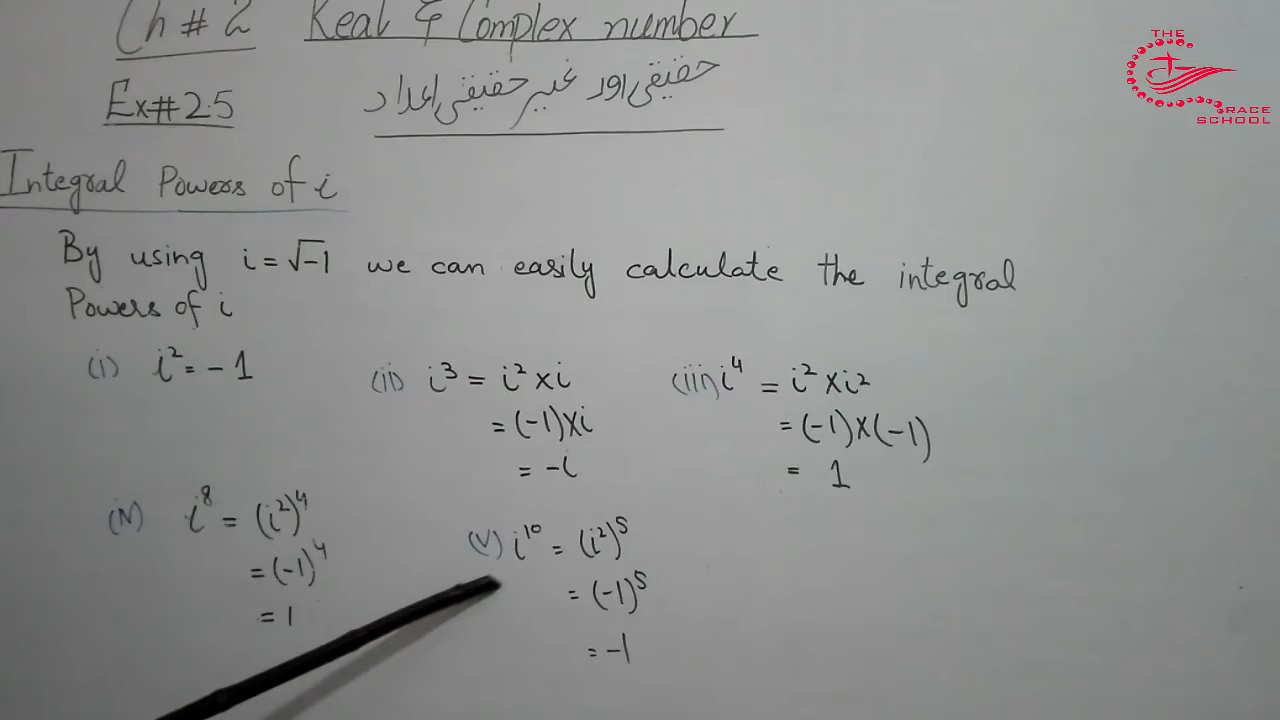 Ch # 2 Real & Complex number
THE
GRACE
SCHOOL
Ex# 2.5
حقیقی اور غیر حقیقی اعداد
Integral Powers of i
By using i = √-1 we can easily calculate the integral
Powers of i
(i) i² = -1
(ii) i³ = i² x i
= (-1) x i
= -i
(iii) i⁴ = i² x i²
= (-1) x (-1)
= 1
(iv) i⁸ = (i²)⁴
= (-1)⁴
= 1
(v) i¹⁰ = (i²)⁵
= (-1)⁵
= -1